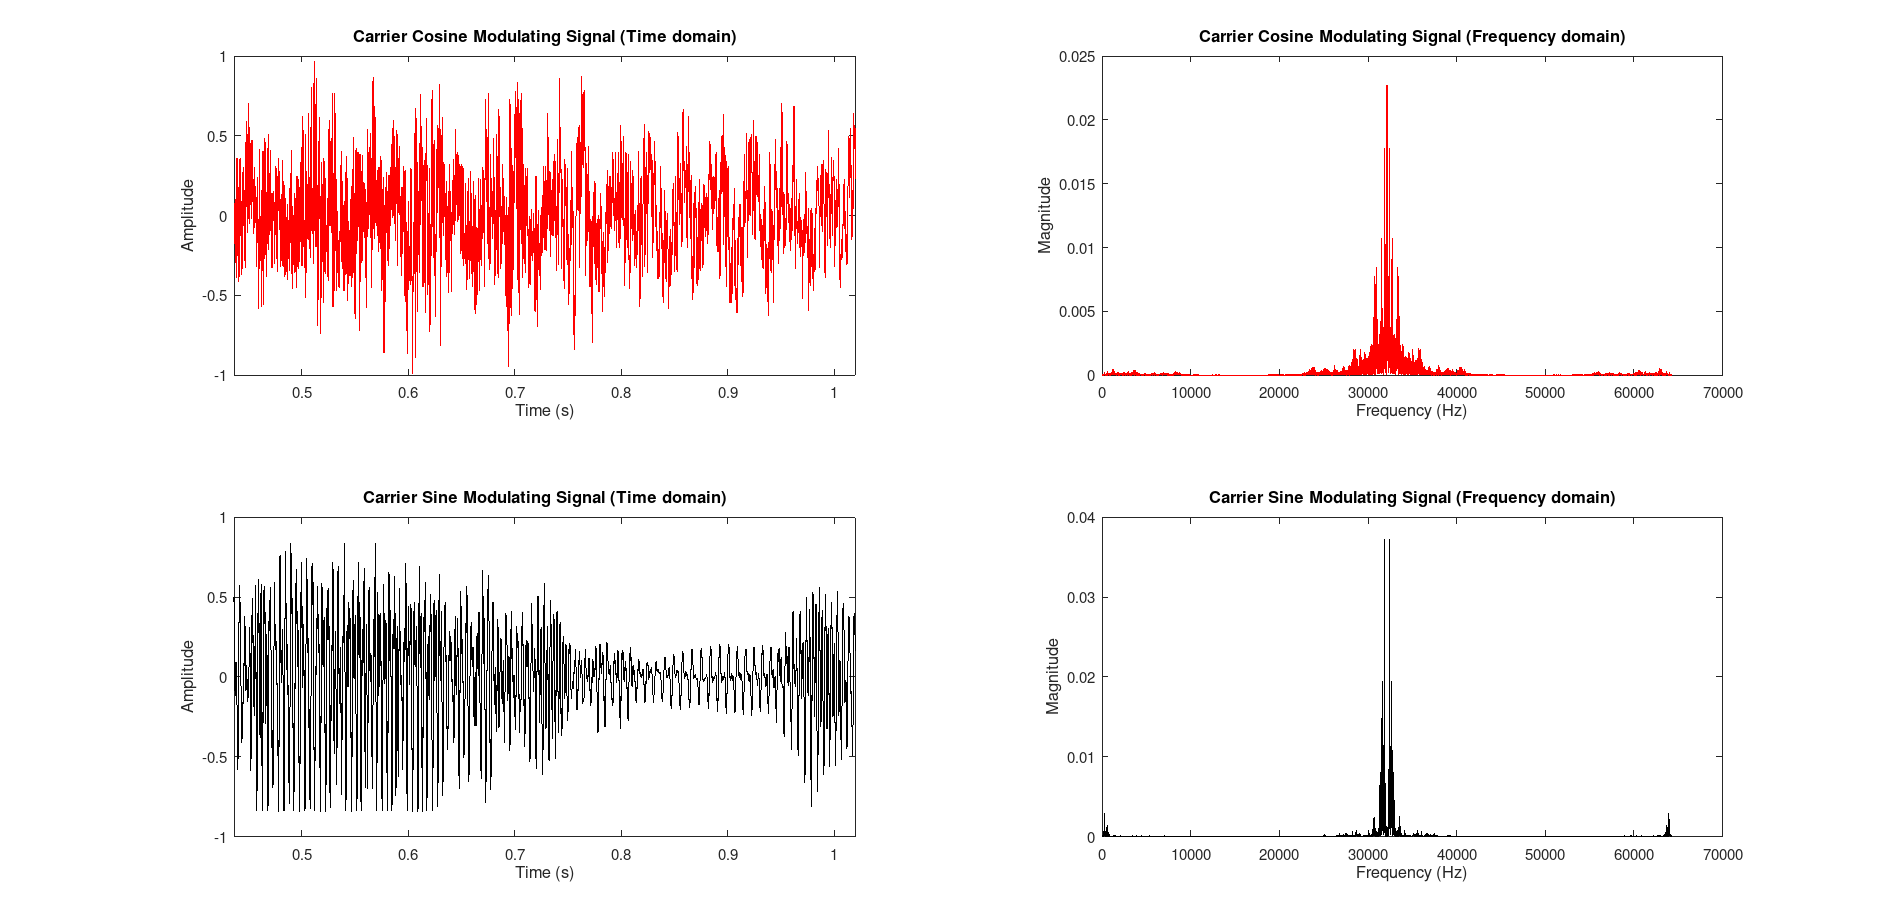 Carrier Cosine Modulating Signal (Time domain)
1
0.5
0
-0.5
-1
Amplitude
0.5 0.6 0.7 0.8 0.9 1
Time (s)
Carrier Cosine Modulating Signal (Frequency domain)
0.025
0.02
0.015
0.01
0.005
0
Magnitude
0 10000 20000 30000 40000 50000 60000 70000
Frequency (Hz)
Carrier Sine Modulating Signal (Time domain)
1
0.5
0
-0.5
-1
Amplitude
0.5 0.6 0.7 0.8 0.9 1
Time (s)
Carrier Sine Modulating Signal (Frequency domain)
0.04
0.03
0.02
0.01
0
Magnitude
0 10000 20000 30000 40000 50000 60000 70000
Frequency (Hz)